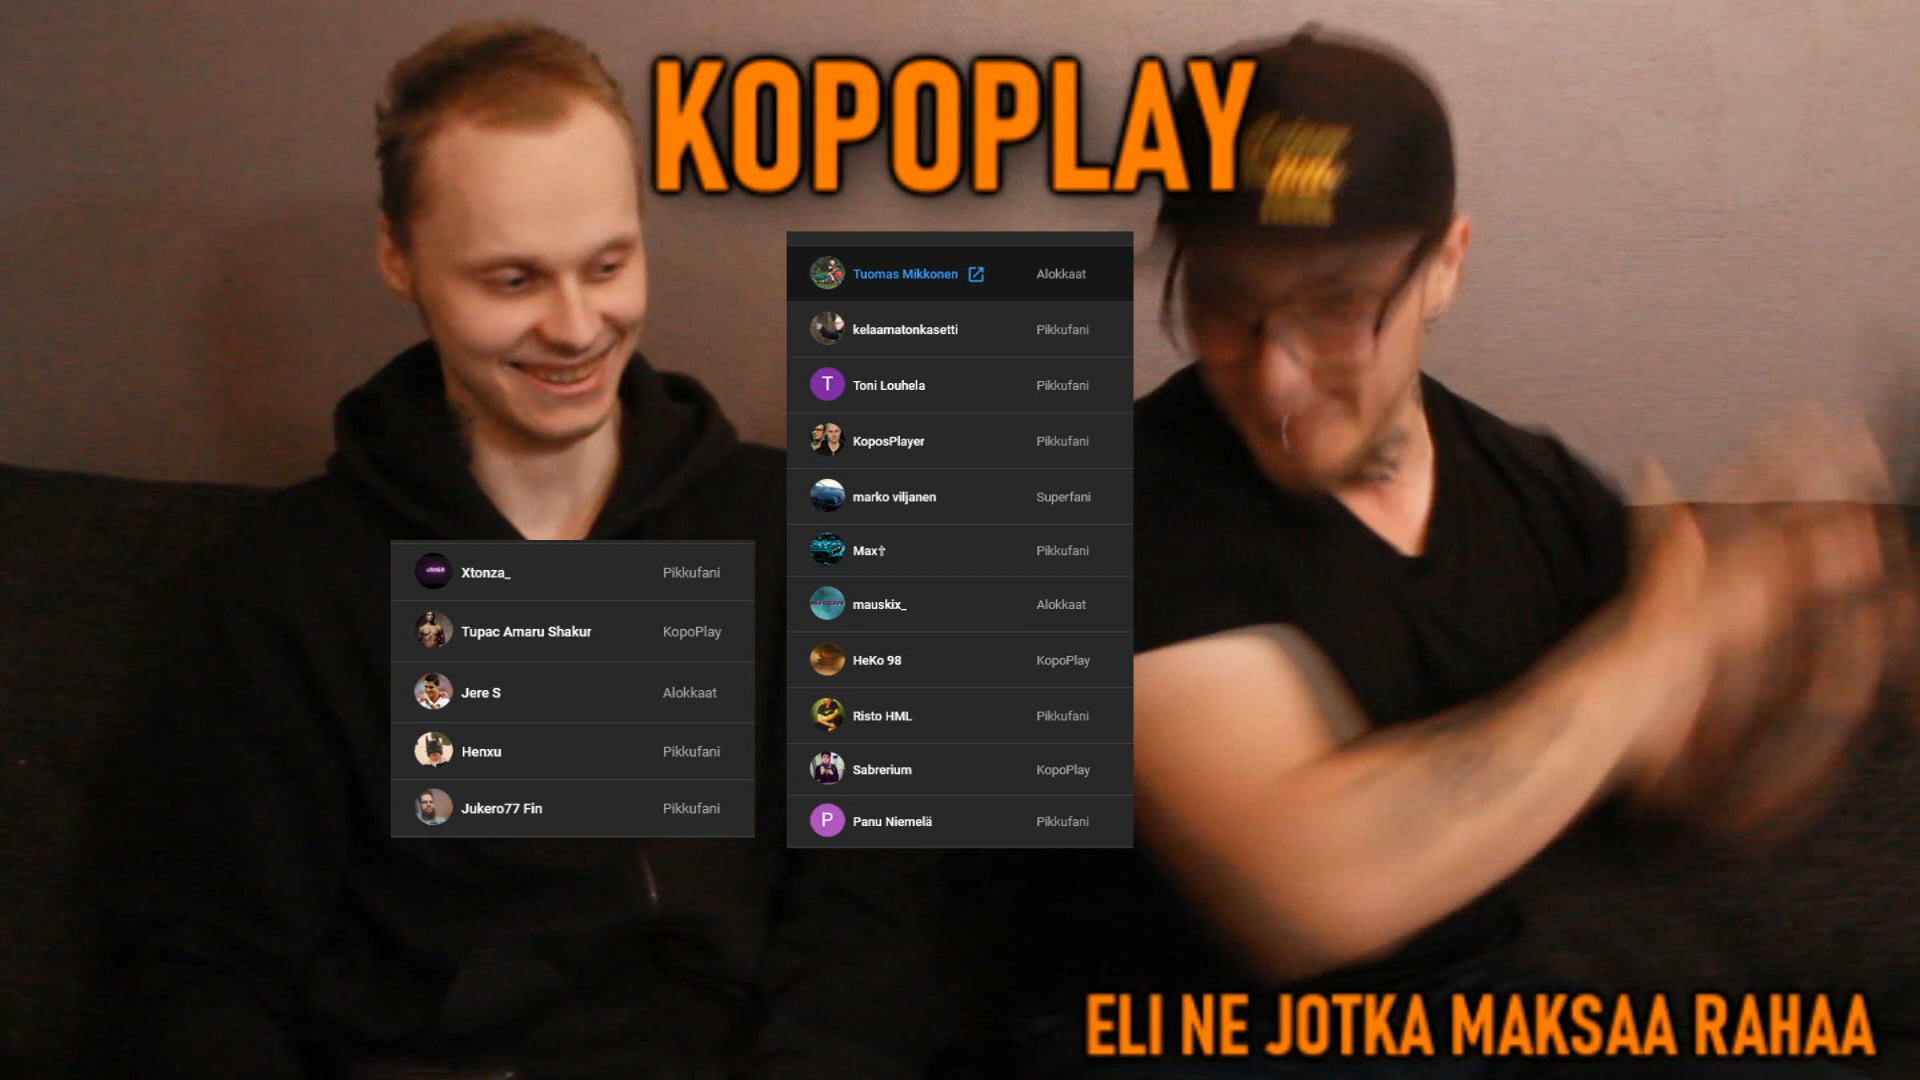 KOPOPLAY
Tuomas Mikkonen Alokkaat
kelaamatonkasetti Pikkufani
T Toni Louhela Pikkufani
KoposPlayer Pikkufani
marko viljanen Superfani
Max✝ Pikkufani
mauskix_ Alokkaat
HeKo 98 KopoPlay
Risto HML Pikkufani
Sabrerium KopoPlay
P Panu Niemelä Pikkufani
Xtonza_ Pikkufani
Tupac Amaru Shakur KopoPlay
Jere S Alokkaat
Henxu Pikkufani
Jukero77 Fin Pikkufani
ELI NE JOTKA MAKSAA RAHAA